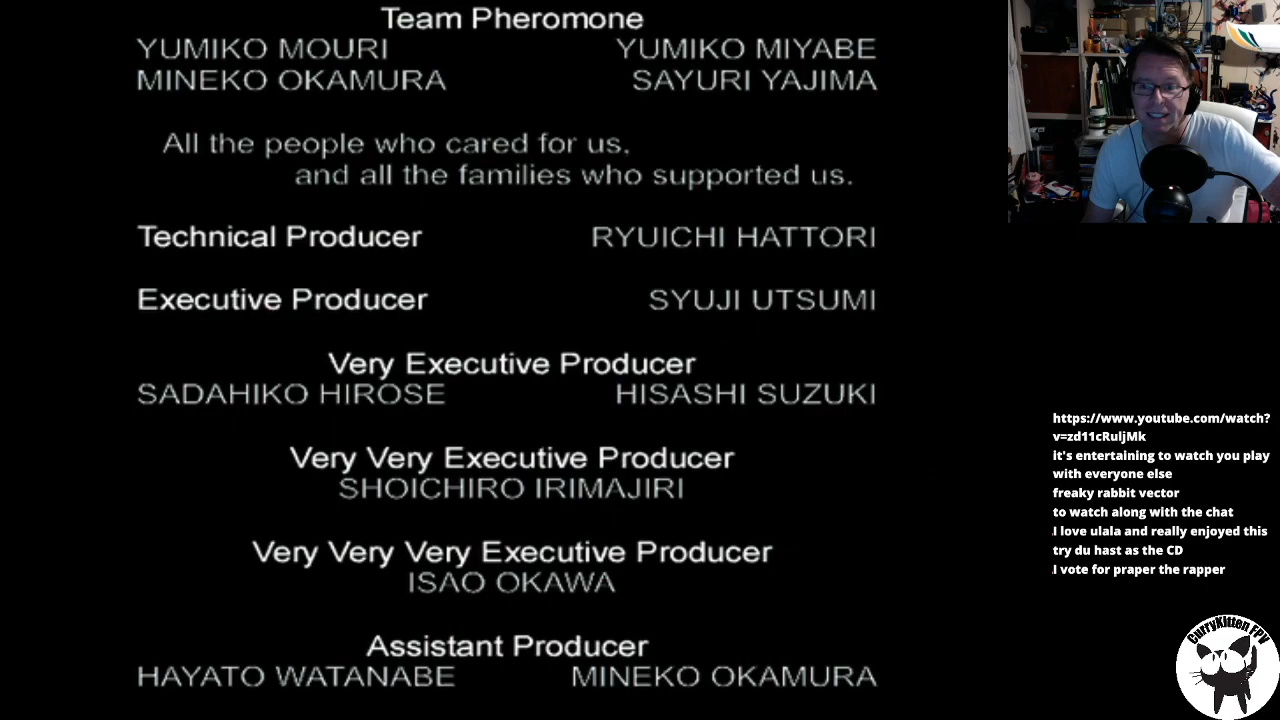 Team Pheromone
YUMIKO MOURI YUMIKO MIYABE
MINEKO OKAMURA SAYURI YAJIMA
All the people who cared for us,
and all the families who supported us.
Technical Producer RYUICHI HATTORI
Executive Producer SYUJI UTSUMI
Very Executive Producer
SADAHIKO HIROSE HISASHI SUZUKI
Very Very Executive Producer
SHOICHIRO IRIMAJIRI
Very Very Very Executive Producer
ISAO OKAWA
Assistant Producer
HAYATO WATANABE MINEKO OKAMURA
https://www.youtube.com/watch?
v=zd11cRuljMk
it's entertaining to watch you play
with everyone else
freaky rabbit vector
to watch along with the chat
I love ulala and really enjoyed this
try du hast as the CD
I vote for praper the rapper
CurryKitten FPV